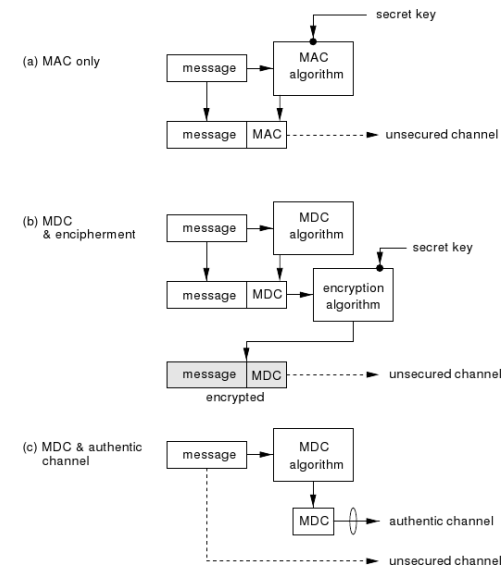 secret key
(a) MAC only
message
MAC
algorithm
message
MAC
unsecured channel
(b) MDC
& encipherment
message
MDC
algorithm
secret key
message
MDC
encryption
algorithm
message
MDC
unsecured channel
encrypted
(c) MDC & authentic
channel
message
MDC
algorithm
MDC
authentic channel
unsecured channel